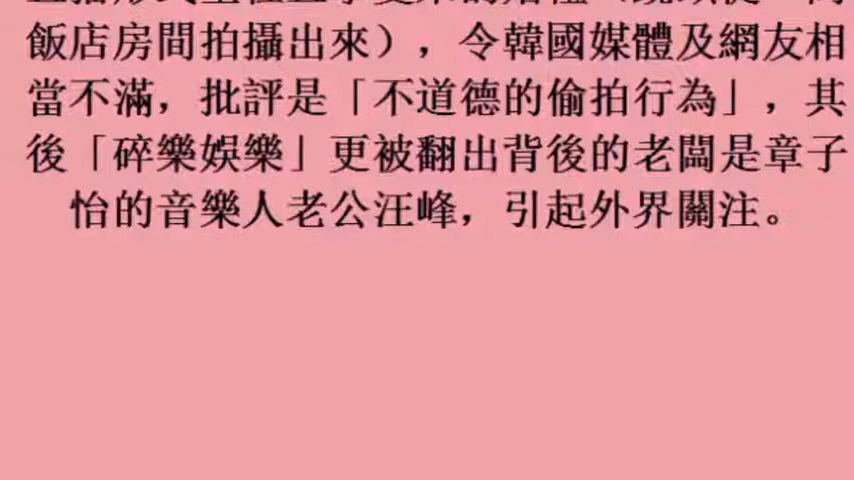 飯店房間拍攝出來），令韓國媒體及網友相
當不滿，批評是「不道德的偷拍行為」，其
後「碎樂娛樂」更被翻出背後的老闆是章子
怡的音樂人老公汪峰，引起外界關注。